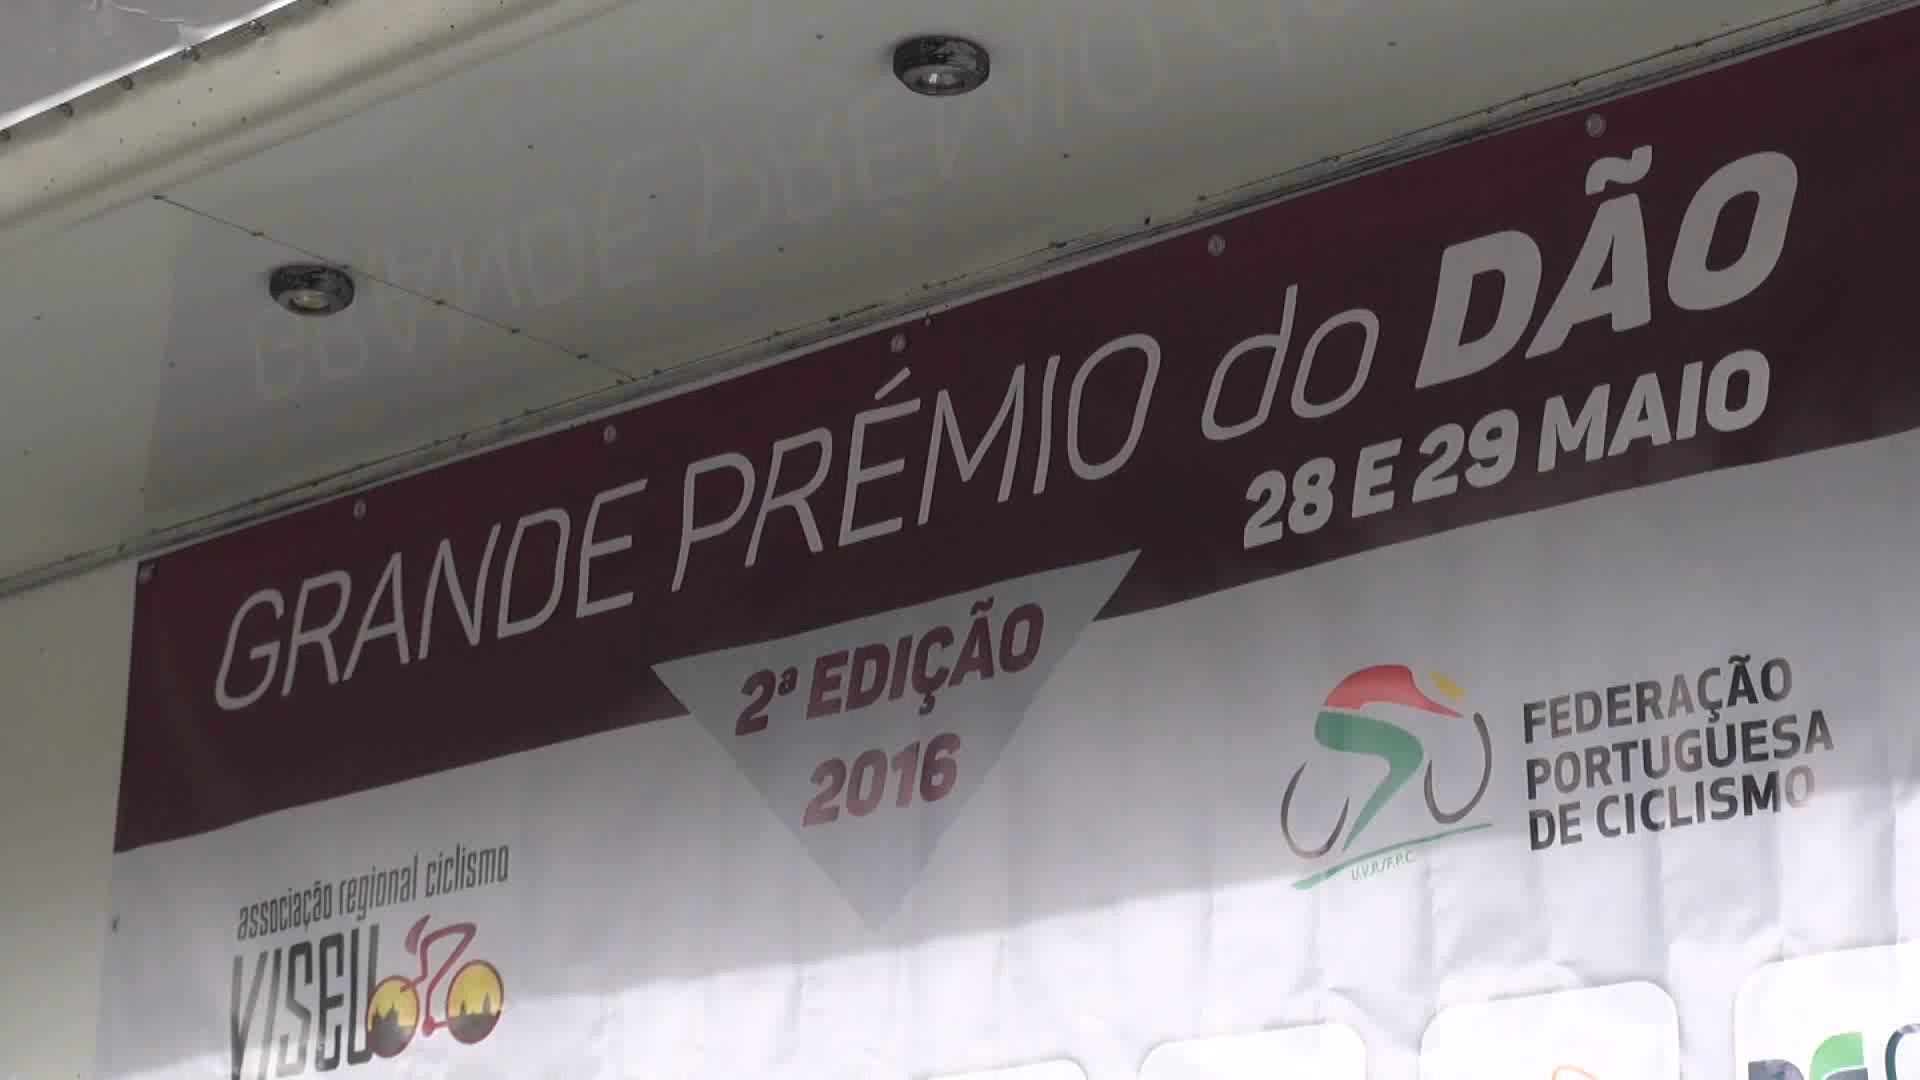 GRANDE PRÉMIO do DÃO
28 E 29 MAIO
2ª EDIÇÃO
2016
FEDERAÇÃO
PORTUGUESA
DE CICLISMO
U.V.P./F.P.C.
associação regional ciclismo
VISEU